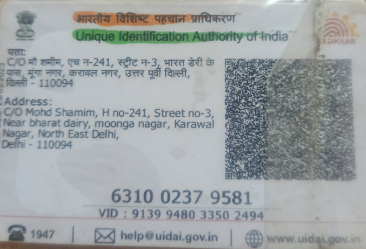 भारतीय विशिष्ट पहचान प्राधिकरण
Unique Identification Authority of India
AADHAAR
पता:
C/O मौ शमीम, एच न-241, स्ट्रीट न-3, भारत डेरी के
पास, मूंगा नगर, करावल नगर, उत्तर पूर्वी दिल्ली,
दिल्ली - 110094
Address:
C/O Mohd Shamim, H no-241, Street no-3,
Near bharat dairy, moonga nagar, Karawal
Nagar, North East Delhi,
Delhi - 110094
6310 0237 9581
VID : 9139 9480 3350 2494
1947 | help@uidai.gov.in | www.uidai.gov.in